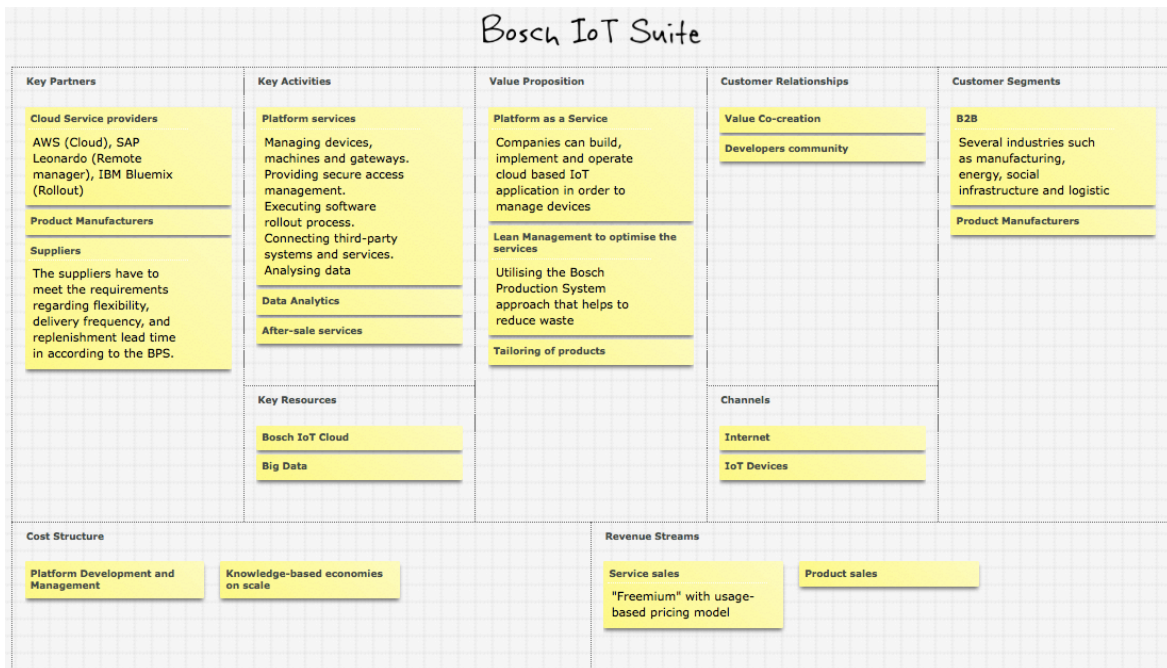 Bosch IoT Suite
Key Partners
Cloud Service providers
AWS (Cloud), SAP
Leonardo (Remote
manager), IBM Bluemix
(Rollout)
Product Manufacturers
Suppliers
The suppliers have to
meet the requirements
regarding flexibility,
delivery frequency, and
replenishment lead time
in according to the BPS.
Key Activities
Platform services
Managing devices,
machines and gateways.
Providing secure access
management.
Executing software
rollout process.
Connecting third-party
systems and services.
Analysing data
Data Analytics
After-sale services
Key Resources
Bosch IoT Cloud
Big Data
Value Proposition
Platform as a Service
Companies can build,
implement and operate
cloud based IoT
application in order to
manage devices
Lean Management to optimise the
services
Utilising the Bosch
Production System
approach that helps to
reduce waste
Tailoring of products
Customer Relationships
Value Co-creation
Developers community
Channels
Internet
IoT Devices
Customer Segments
B2B
Several industries such
as manufacturing,
energy, social
infrastructure and logistic
Product Manufacturers
Cost Structure
Platform Development and
Management
Knowledge-based economies
on scale
Revenue Streams
Service sales
"Freemium" with usage-
based pricing model
Product sales